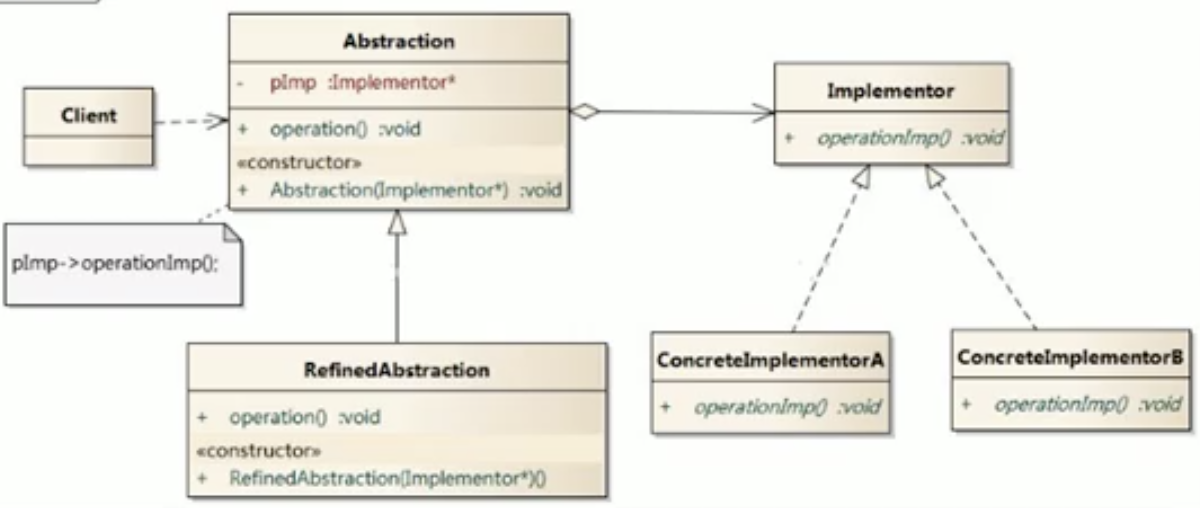 Abstraction
- pImp :Implementor*
+ operation() :void
«constructor»
+ Abstraction(Implementor*) :void
Client
Implementor
+ operationImp() :void
pImp->operationImp();
RefinedAbstraction
+ operation() :void
«constructor»
+ RefinedAbstraction(Implementor*)()
ConcreteImplementorA
+ operationImp() :void
ConcreteImplementorB
+ operationImp() :void